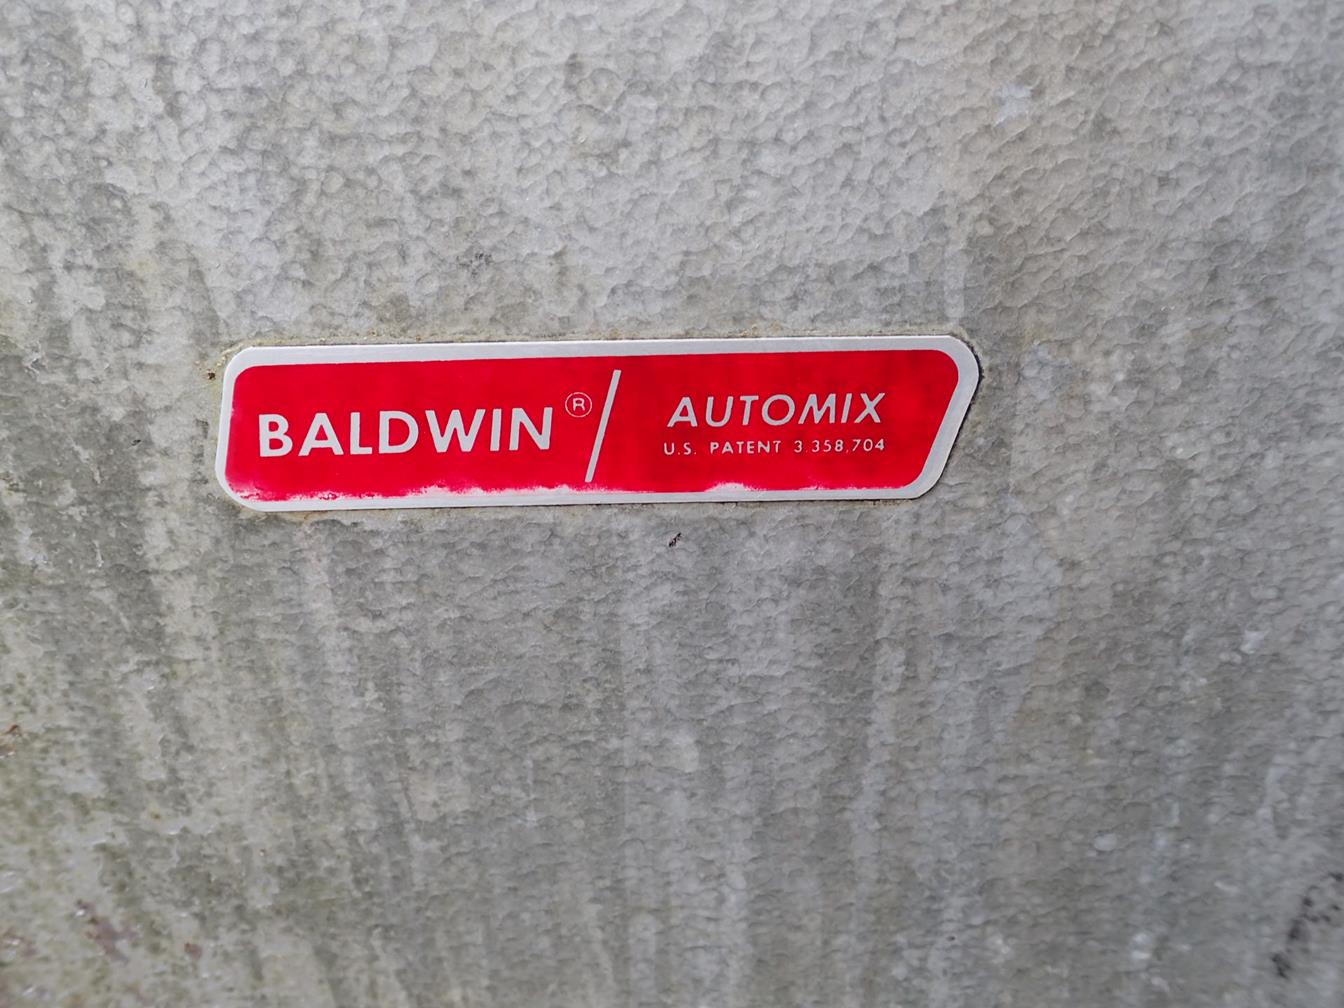 BALDWIN® / AUTOMIX
U.S. PATENT 3.358,704